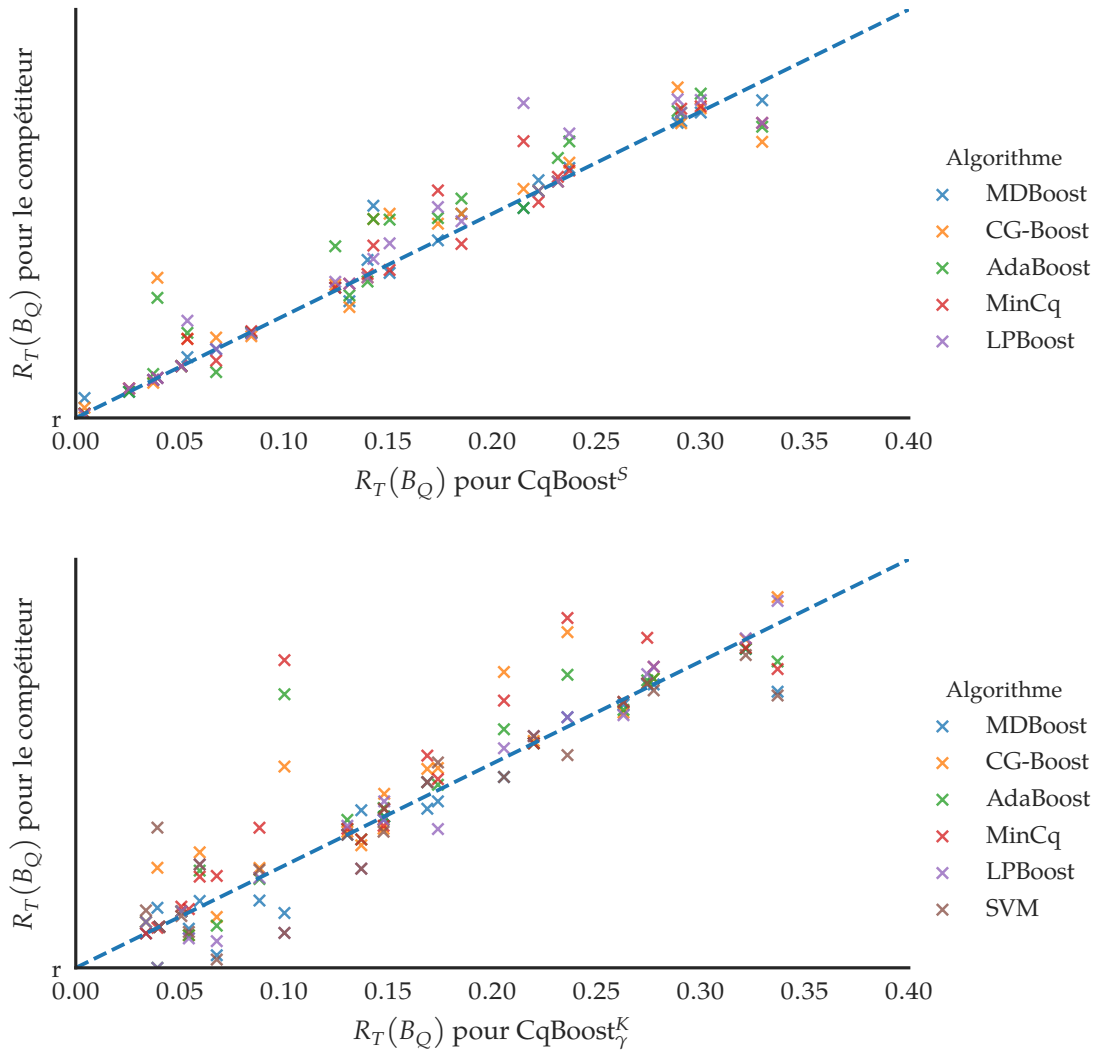 R_T(B_Q) pour le compétiteur
r
0.00 0.05 0.10 0.15 0.20 0.25 0.30 0.35 0.40
R_T(B_Q) pour CqBoost^S
Algorithme
MDBoost
CG-Boost
AdaBoost
MinCq
LPBoost
R_T(B_Q) pour le compétiteur
r
0.00 0.05 0.10 0.15 0.20 0.25 0.30 0.35 0.40
R_T(B_Q) pour CqBoost_γ^K
Algorithme
MDBoost
CG-Boost
AdaBoost
MinCq
LPBoost
SVM